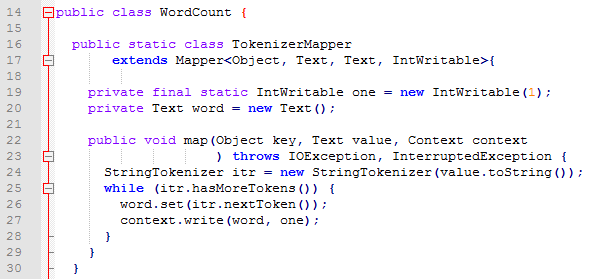 14 public class WordCount {
15
16   public static class TokenizerMapper
17        extends Mapper<Object, Text, Text, IntWritable>{
18
19     private final static IntWritable one = new IntWritable(1);
20     private Text word = new Text();
21
22     public void map(Object key, Text value, Context context
23                     ) throws IOException, InterruptedException {
24       StringTokenizer itr = new StringTokenizer(value.toString());
25       while (itr.hasMoreTokens()) {
26         word.set(itr.nextToken());
27         context.write(word, one);
28       }
29     }
30   }